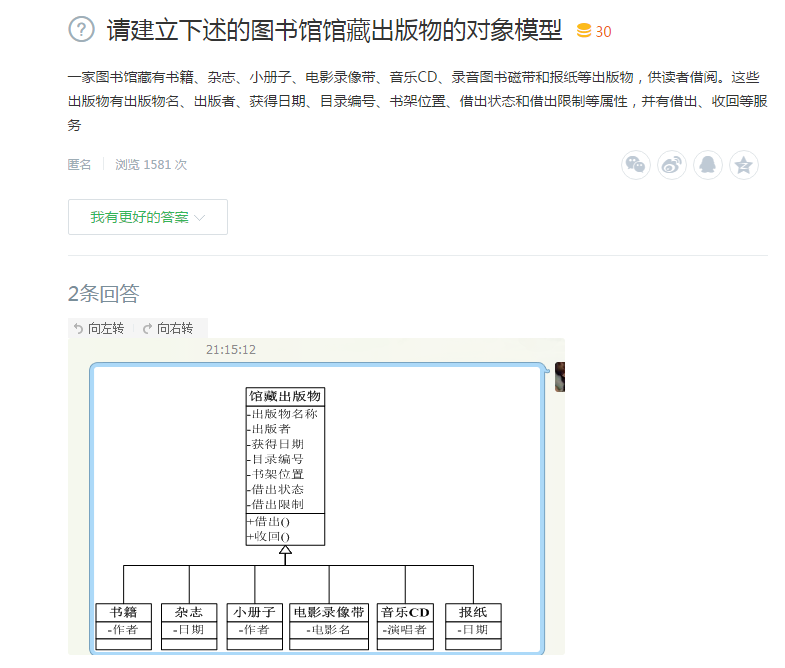 请建立下述的图书馆馆藏出版物的对象模型 30
一家图书馆藏有书籍、杂志、小册子、电影录像带、音乐CD、录音图书磁带和报纸等出版物，供读者借阅。这些
出版物有出版物名、出版者、获得日期、目录编号、书架位置、借出状态和借出限制等属性，并有借出、收回等服
务
匿名 浏览 1581 次
我有更好的答案
2条回答
向左转 向右转
21:15:12
馆藏出版物
-出版物名称
-出版者
-获得日期
-目录编号
-书架位置
-借出状态
-借出限制
+借出()
+收回()
书籍 杂志 小册子 电影录像带 音乐CD 报纸
-作者 -日期 -作者 -电影名 -演唱者 -日期